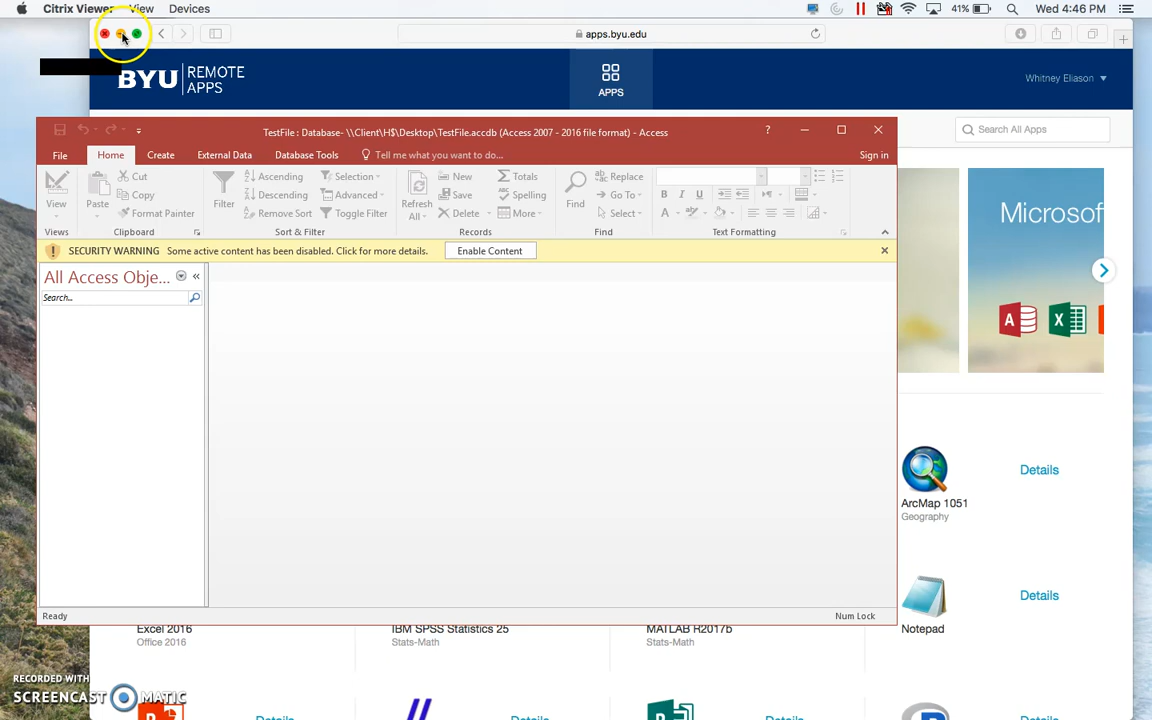 Citrix Viewer View Devices 41% Wed 4:46 PM
apps.byu.edu
BYU REMOTE APPS
APPS
Whitney Eliason
Search All Apps
TestFile : Database- \\Client\H$\Desktop\TestFile.accdb (Access 2007 - 2016 file format) - Access
File Home Create External Data Database Tools Tell me what you want to do... Sign in
View Paste Cut Copy Format Painter
Filter Ascending Descending Remove Sort Selection Advanced Toggle Filter
Refresh All New Save Delete Totals Spelling More
Find Replace Go To Select
B I U A
Views Clipboard Sort & Filter Records Find Text Formatting
SECURITY WARNING Some active content has been disabled. Click for more details. Enable Content
All Access Obje...
Search...
Microsof
A X
ArcMap 1051 Details
Geography
Details
Notepad
Ready Num Lock
Excel 2016 IBM SPSS Statistics 25 MATLAB R2017b
Office 2016 Stats-Math Stats-Math
RECORDED WITH
SCREENCAST MATIC
Details Details Details Details